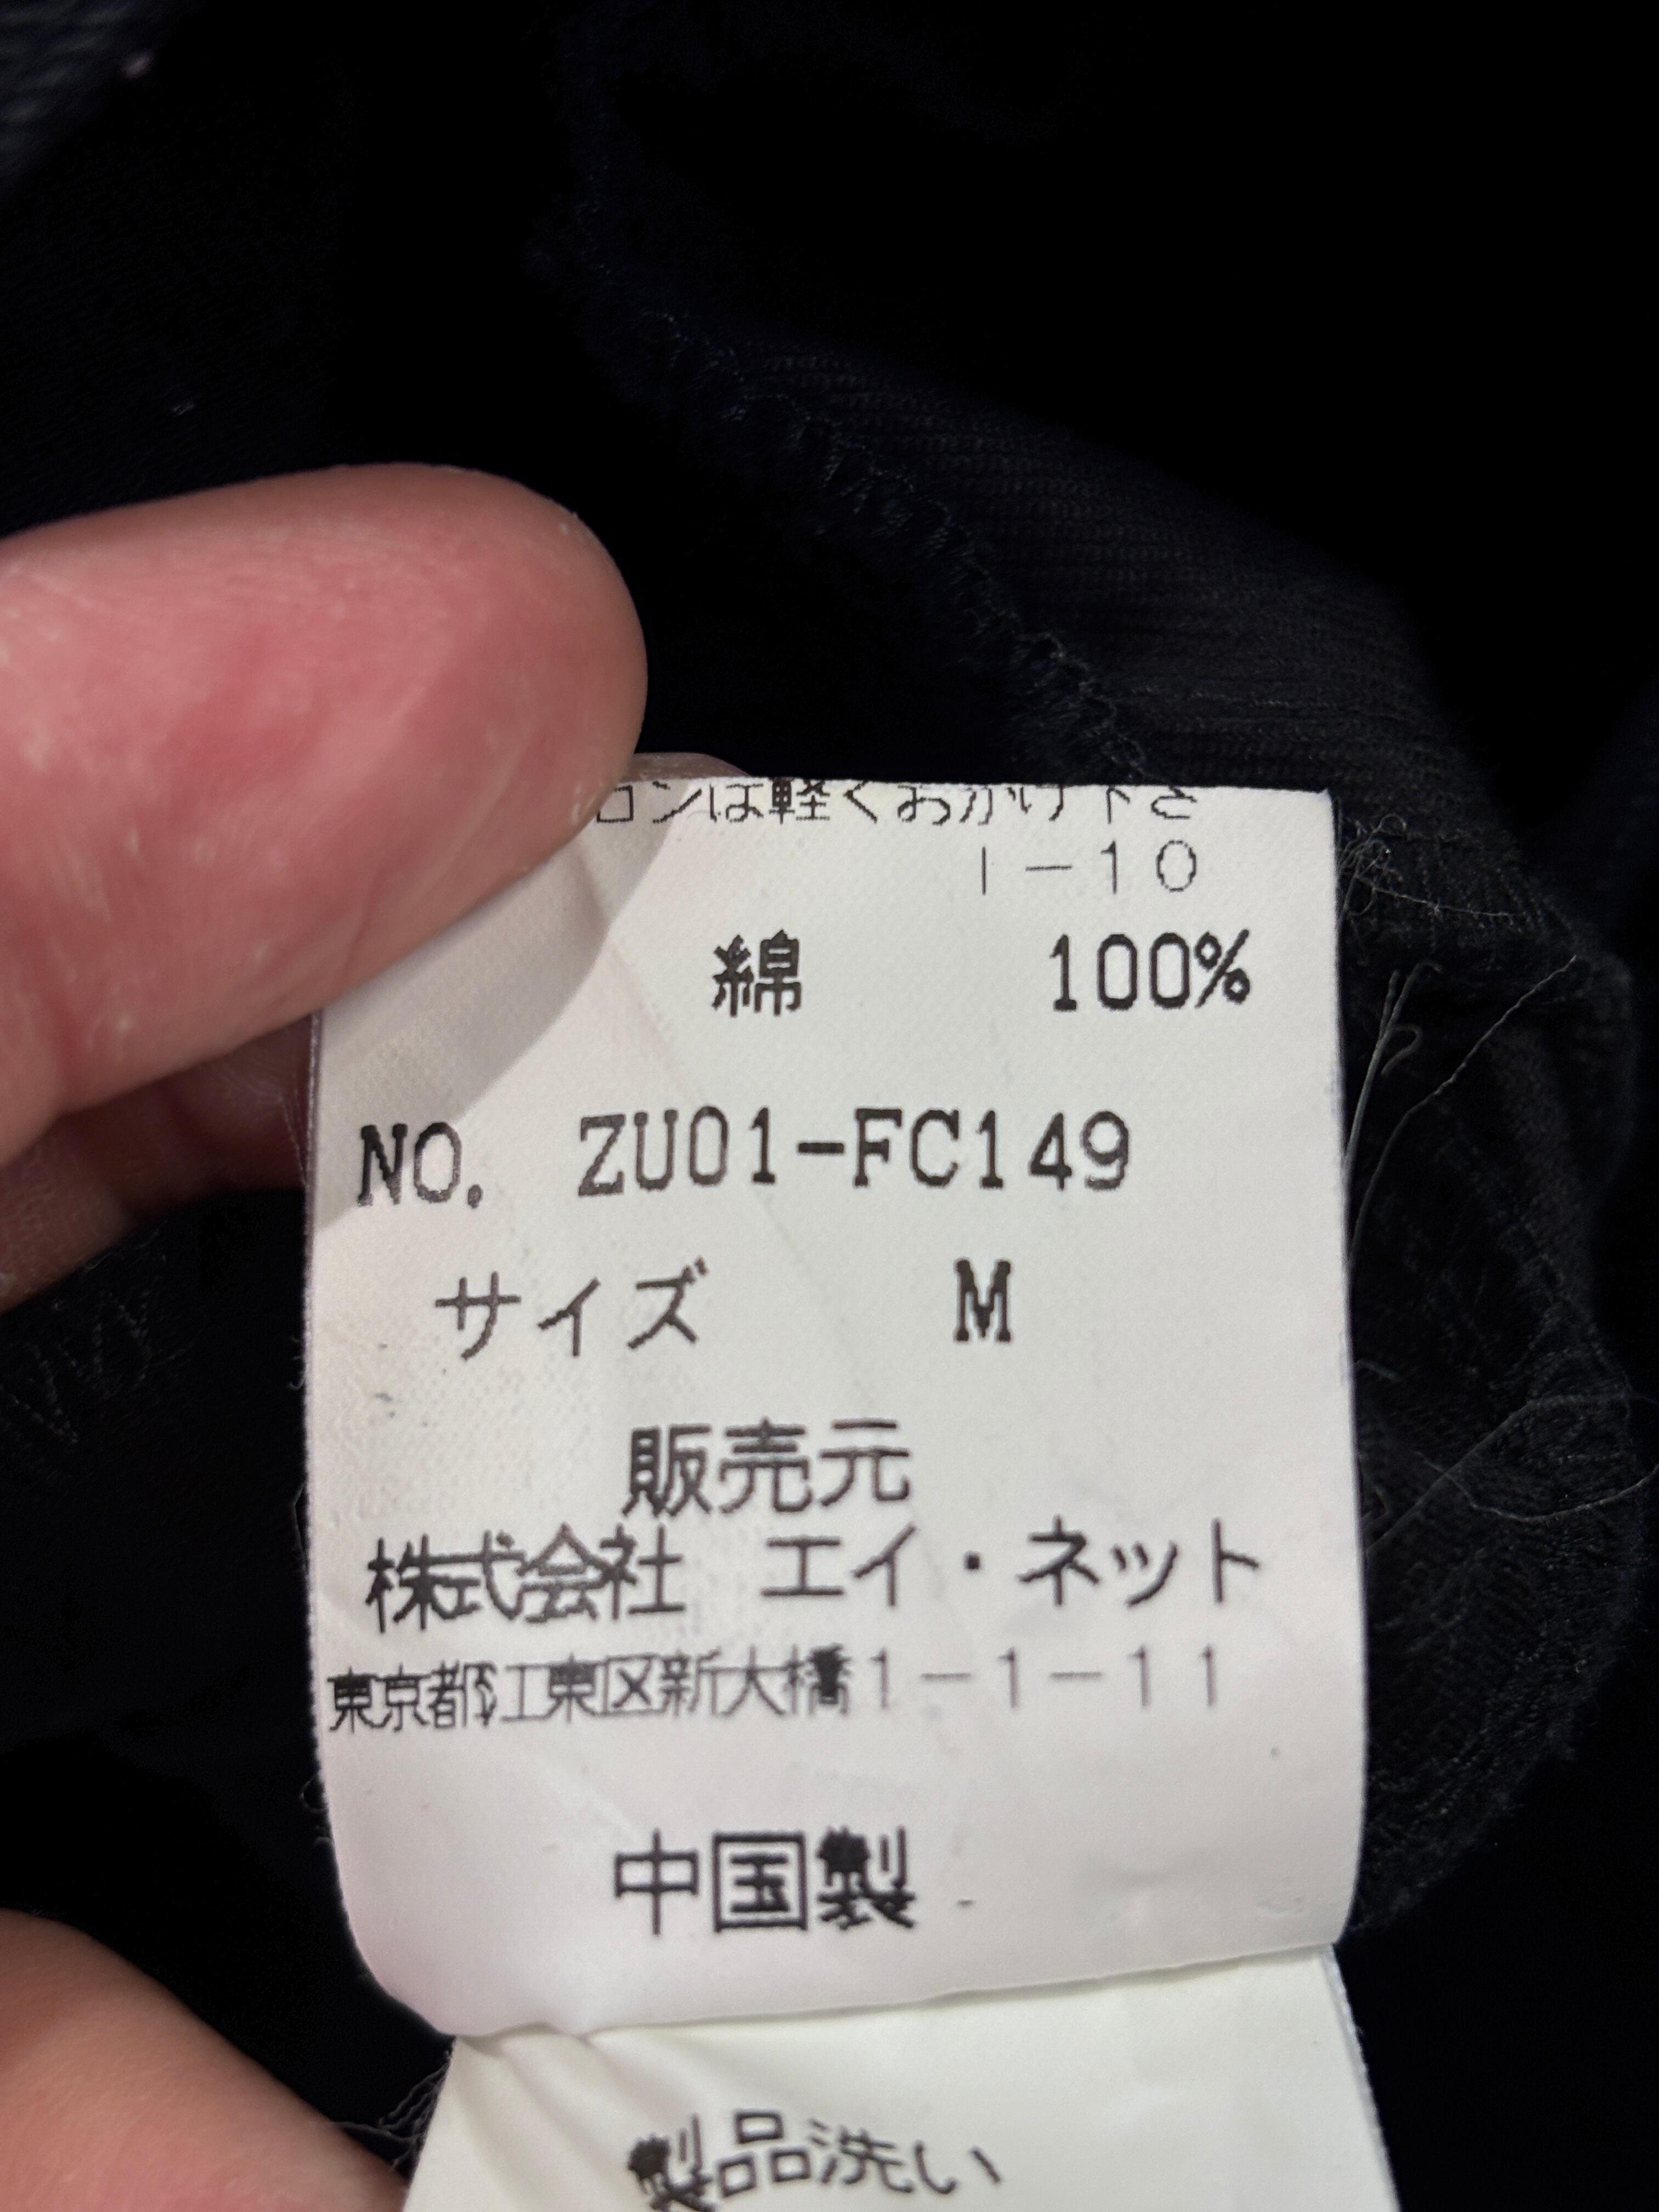 ロンは軽くおかけ下さ
I－10
綿 100%
NO. ZU01-FC149
サイズ M
販売元
株式会社 エイ・ネット
東京都江東区新大橋1－1－11
中国製
製品洗い